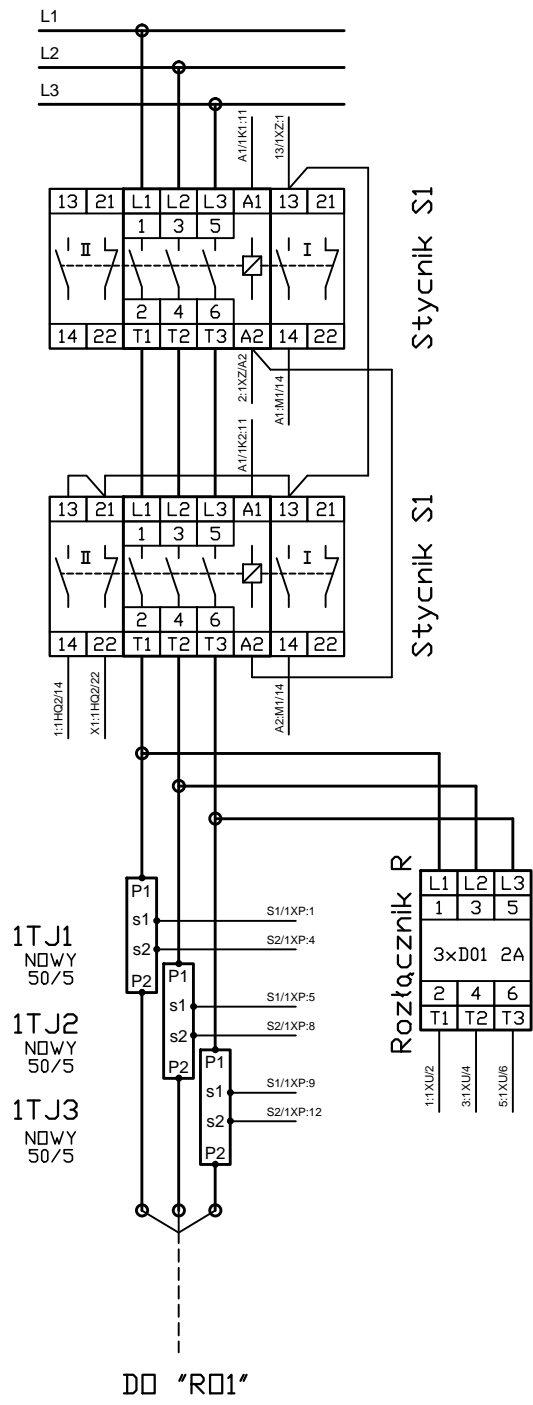 L1
L2
L3
A1/1K1:11
13/1XZ:1
13 21 L1 L2 L3 A1 13 21
1 3 5
II I
2 4 6
14 22 T1 T2 T3 A2 14 22
Stycnik S1
2:1XZ/A2
A1:M1/14
A1/1K2:11
13 21 L1 L2 L3 A1 13 21
1 3 5
II I
2 4 6
14 22 T1 T2 T3 A2 14 22
Stycnik S1
1:1HQ2/14
X1:1HQ2/22
A2:M1/14
Rozłącznik R
L1 L2 L3
1 3 5
3xD01 2A
2 4 6
T1 T2 T3
1:1XU/2
3:1XU/4
5:1XU/6
1TJ1
NOWY
50/5
P1
s1
s2
P2
S1/1XP:1
S2/1XP:4
1TJ2
NOWY
50/5
P1
s1
s2
P2
S1/1XP:5
S2/1XP:8
1TJ3
NOWY
50/5
P1
s1
s2
P2
S1/1XP:9
S2/1XP:12
DO "RO1"